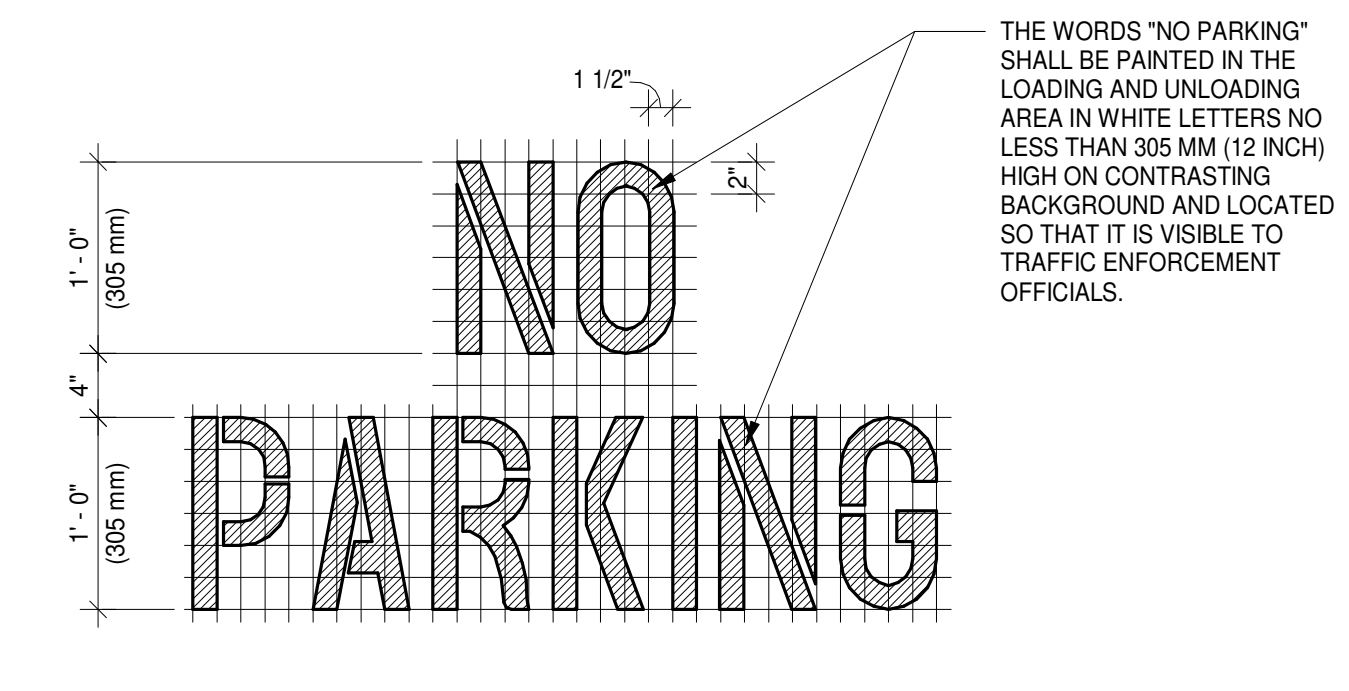 THE WORDS "NO PARKING"
SHALL BE PAINTED IN THE
LOADING AND UNLOADING
AREA IN WHITE LETTERS NO
LESS THAN 305 MM (12 INCH)
HIGH ON CONTRASTING
BACKGROUND AND LOCATED
SO THAT IT IS VISIBLE TO
TRAFFIC ENFORCEMENT
OFFICIALS.
1 1/2"
2"
1' - 0"
(305 mm)
NO
4"
1' - 0"
(305 mm)
PARKING